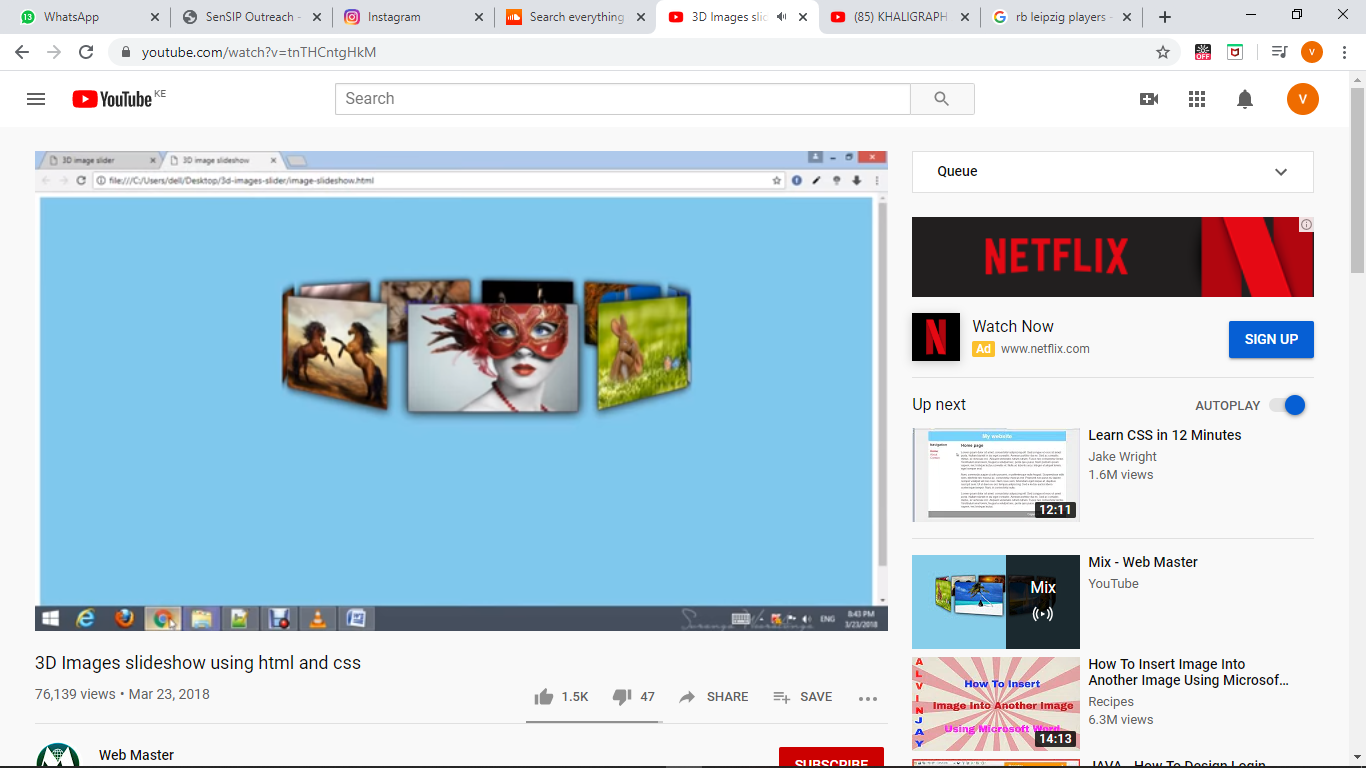 WhatsApp
SenSIP Outreach -
Instagram
Search everything
3D Images slic
(85) KHALIGRAPH
rb leipzig players -
youtube.com/watch?v=tnTHCntgHkM
OFF
V
YouTube KE
Search
V
3D image slider
3D image slideshow
file:///C:/Users/dell/Desktop/3d-images-slider/image-slideshow.html
ENG
8:43 PM
3/23/2018
3D Images slideshow using html and css
76,139 views • Mar 23, 2018
1.5K
47
SHARE
SAVE
Web Master
SUBSCRIBE
Queue
NETFLIX
N
Watch Now
Ad www.netflix.com
SIGN UP
Up next
AUTOPLAY
My website
Navigation
Home page
12:11
Learn CSS in 12 Minutes
Jake Wright
1.6M views
Mix
Mix - Web Master
YouTube
ALVINJAY
How To Insert
Image Into Another Image
Using Microsoft Word
14:13
How To Insert Image Into
Another Image Using Microsof...
Recipes
6.3M views
JAVA - How To Design Login